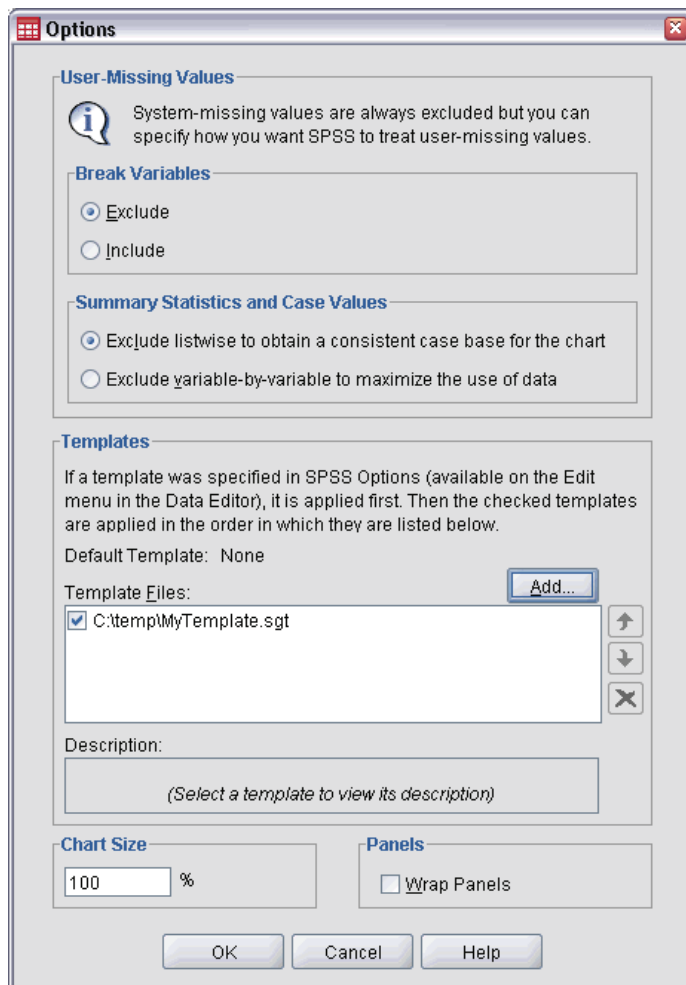 Options
User-Missing Values
System-missing values are always excluded but you can
specify how you want SPSS to treat user-missing values.
Break Variables
Exclude
Include
Summary Statistics and Case Values
Exclude listwise to obtain a consistent case base for the chart
Exclude variable-by-variable to maximize the use of data
Templates
If a template was specified in SPSS Options (available on the Edit
menu in the Data Editor), it is applied first. Then the checked templates
are applied in the order in which they are listed below.
Default Template: None
Add...
Template Files:
C:\temp\MyTemplate.sgt
Description:
(Select a template to view its description)
Chart Size
Panels
100 %
Wrap Panels
OK
Cancel
Help